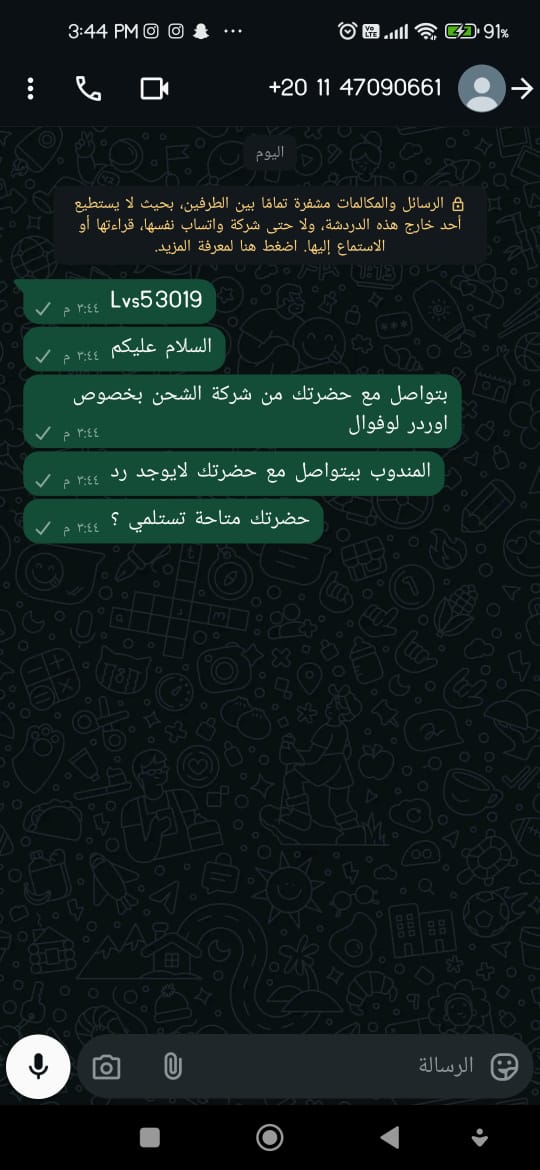 3:44 PM
VO LTE
91%
+20 11 47090661
اليوم
الرسائل والمكالمات مشفرة تمامًا بين الطرفين، بحيث لا يستطيع
أحد خارج هذه الدردشة، ولا حتى شركة واتساب نفسها، قراءتها أو
الاستماع إليها. اضغط هنا لمعرفة المزيد.
Lvs53019
٣:٤٤ م
السلام عليكم
٣:٤٤ م
بتواصل مع حضرتك من شركة الشحن بخصوص
اوردر لوفوال
٣:٤٤ م
المندوب بيتواصل مع حضرتك لايوجد رد
٣:٤٤ م
حضرتك متاحة تستلمي ؟
٣:٤٤ م
الرسالة